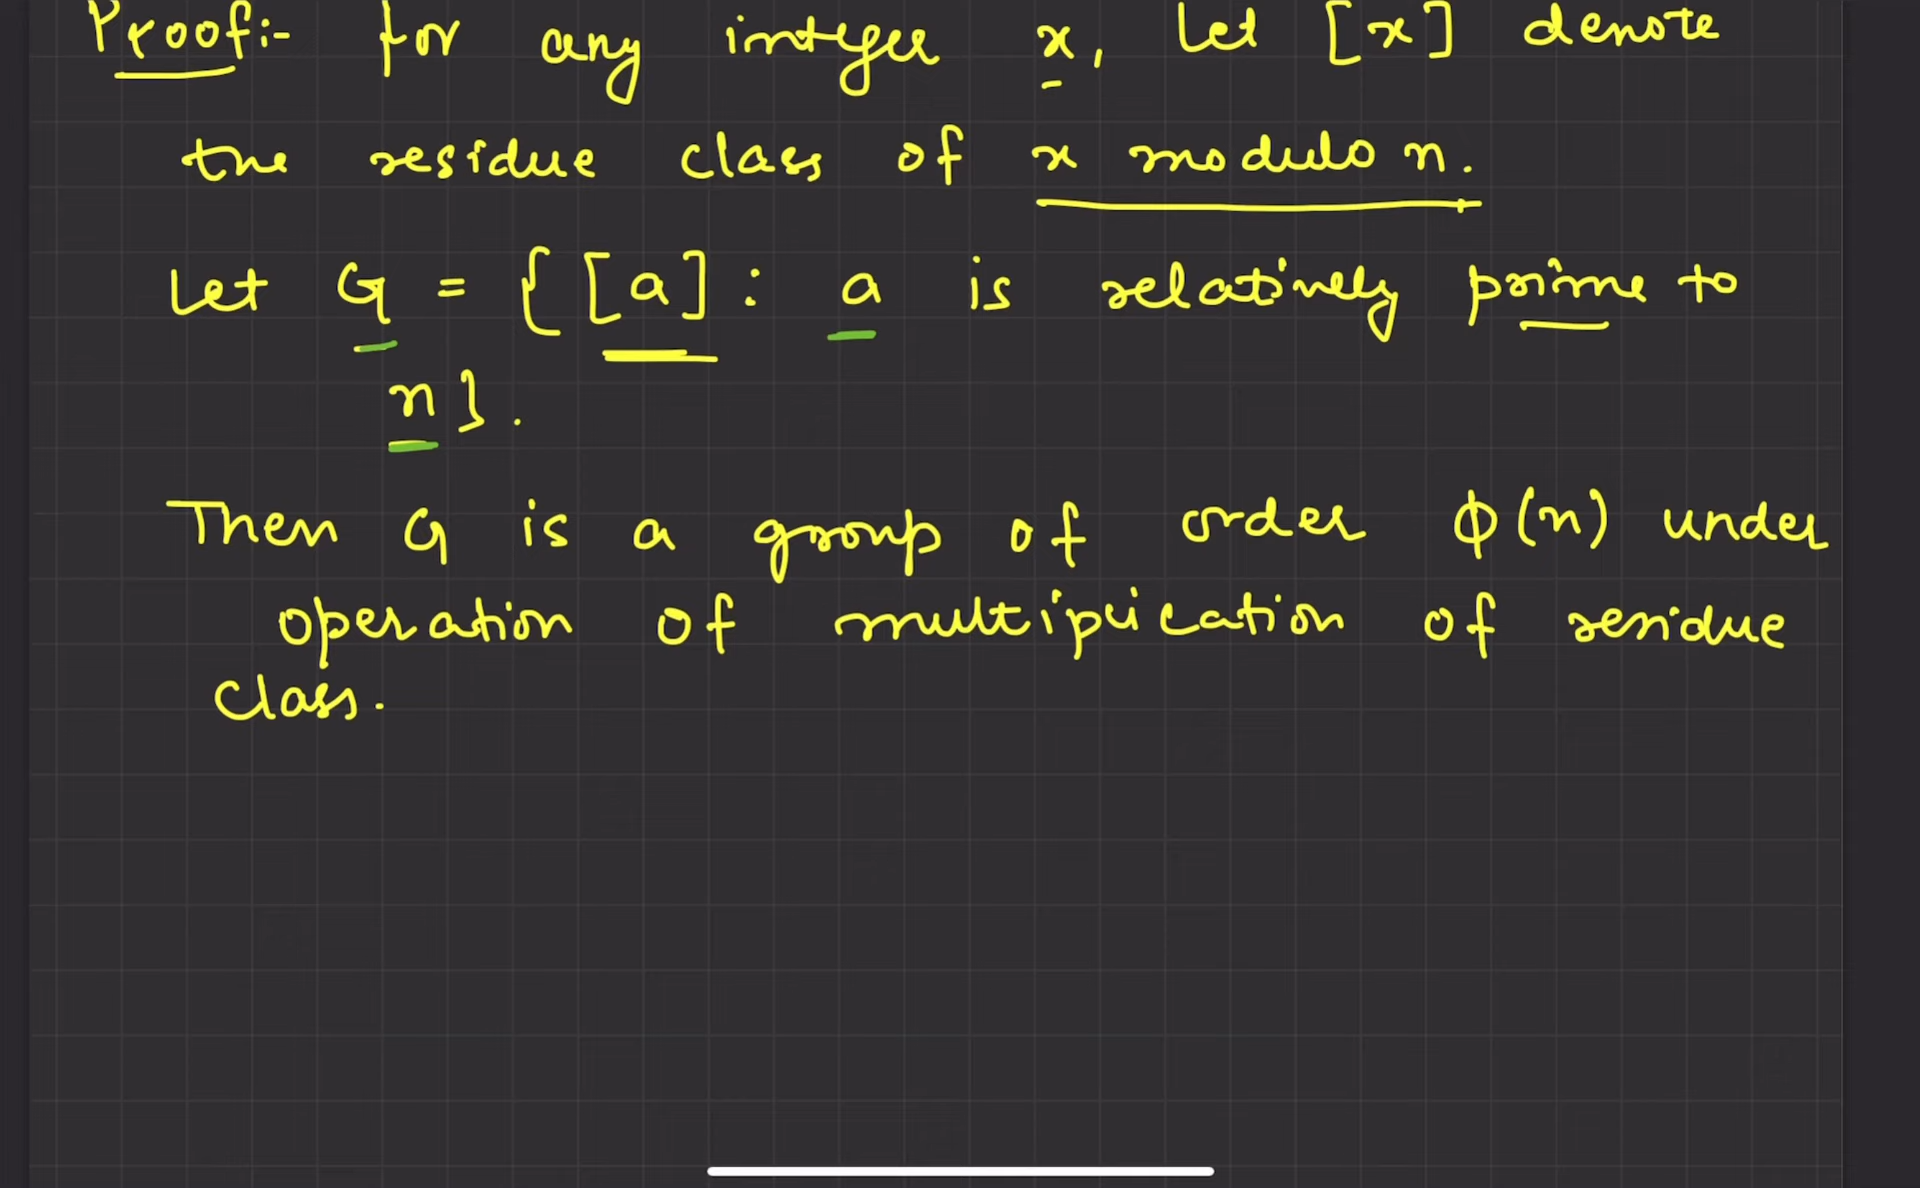 Proof:- for any integer x, Let [x] denote
the residue class of x modulo n.
Let G = { [a] : a is relatively prime to
n }.
Then G is a group of order ϕ(n) under
operation of multiplication of residue
class.